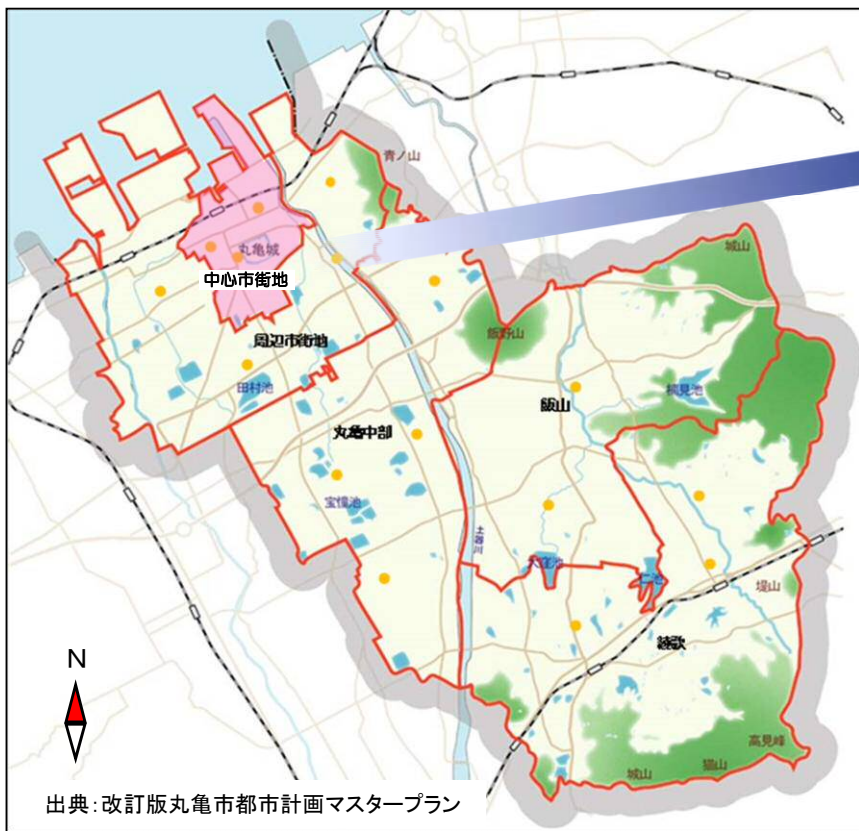 青ノ山
城山
丸亀城
中心市街地
飯野山
周辺市街地
田村池
飯山
楠見池
丸亀中部
宝幢池
土器川
大窪池
仁池
堤山
綾歌
N
高見峰
猫山
城山
出典：改訂版丸亀市都市計画マスタープラン